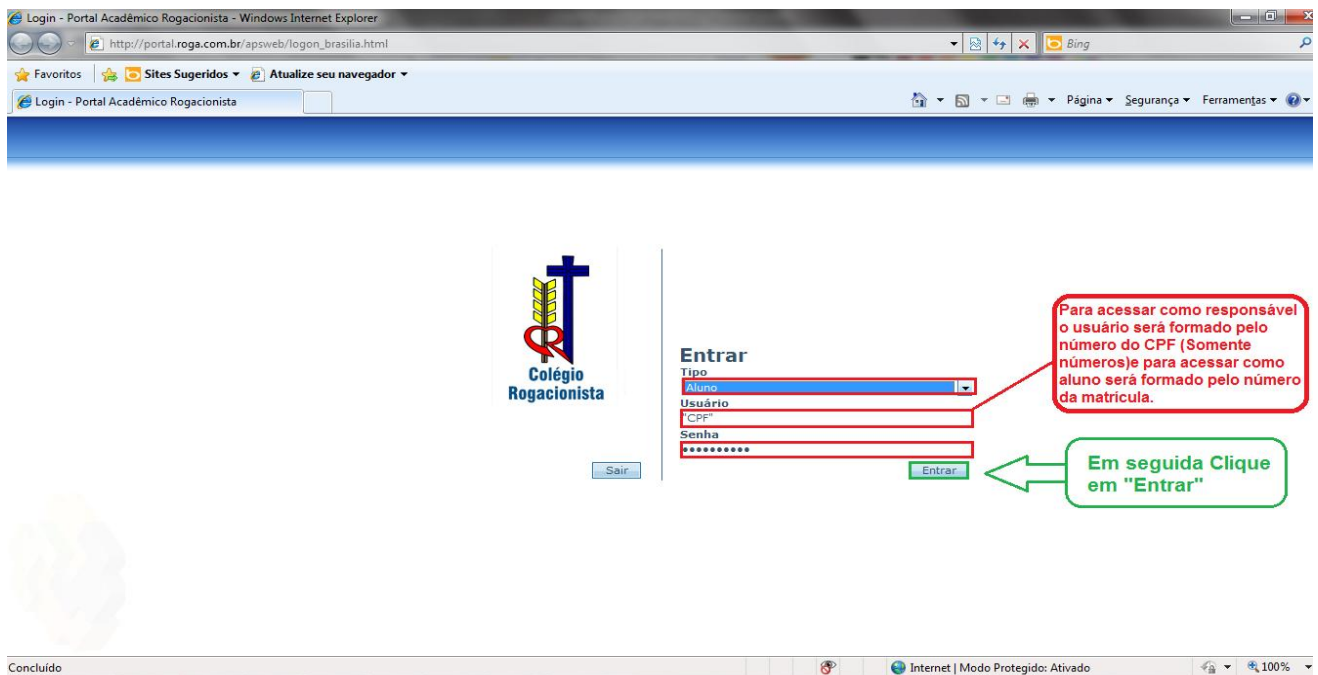 Login - Portal Acadêmico Rogacionista - Windows Internet Explorer
http://portal.roga.com.br/apsweb/logon_brasilia.html
Bing
Favoritos
Sites Sugeridos
Atualize seu navegador
Login - Portal Acadêmico Rogacionista
Página
Segurança
Ferramentas
Colégio
Rogacionista
Sair
Entrar
Tipo
Aluno
Usuário
"CPF"
Senha
••••••••••
Entrar
Para acessar como responsável
o usuário será formado pelo
número do CPF (Somente
números)e para acessar como
aluno será formado pelo número
da matricula.
Em seguida Clique
em "Entrar"
Concluído
Internet | Modo Protegido: Ativado
100%